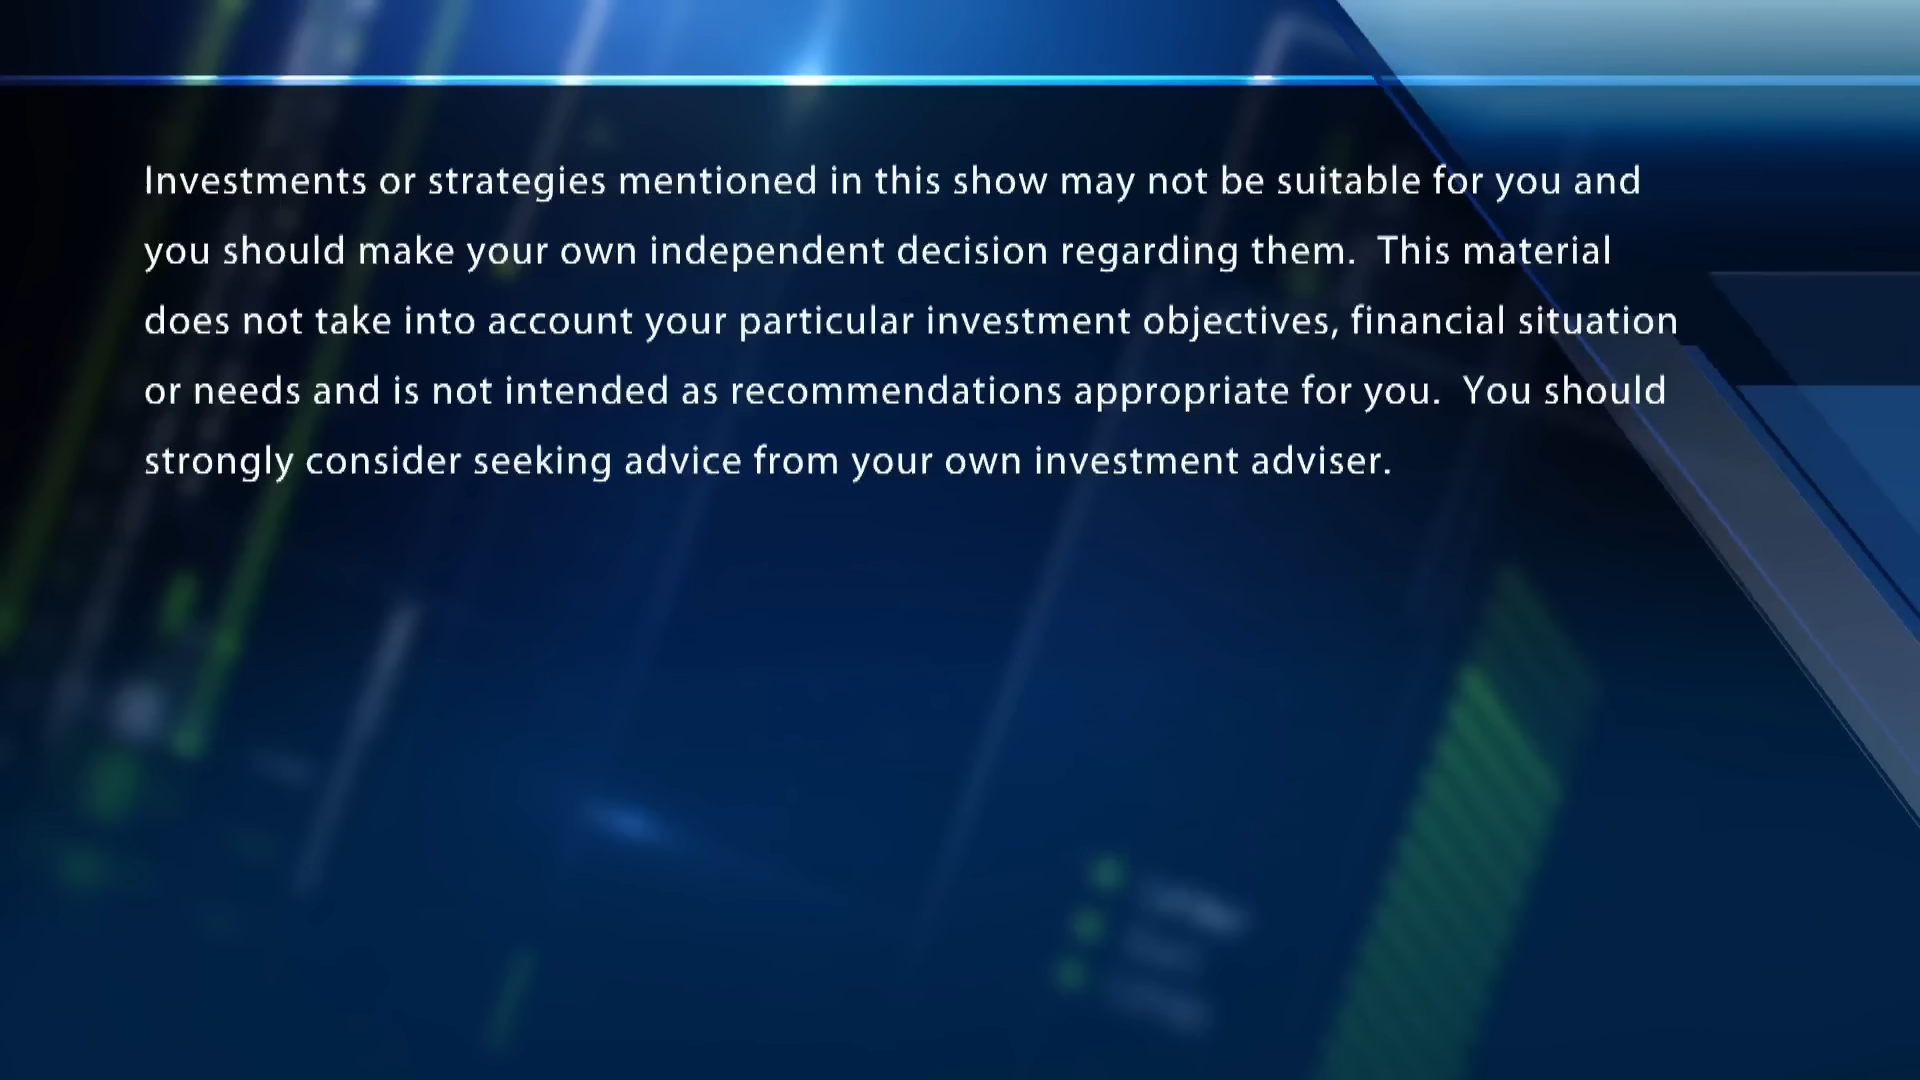 Investments or strategies mentioned in this show may not be suitable for you and
you should make your own independent decision regarding them.  This material
does not take into account your particular investment objectives, financial situation
or needs and is not intended as recommendations appropriate for you.  You should
strongly consider seeking advice from your own investment adviser.